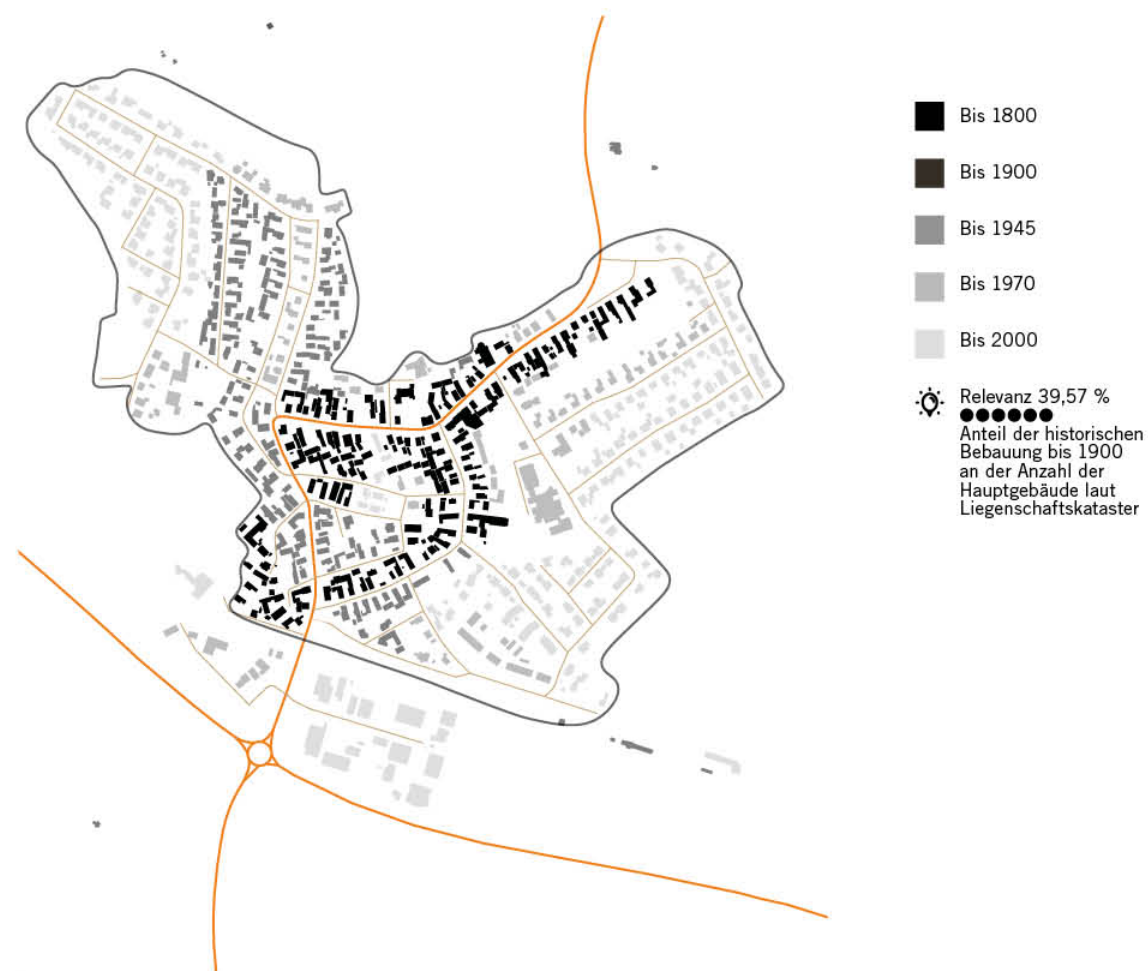 Bis 1800
Bis 1900
Bis 1945
Bis 1970
Bis 2000
Relevanz 39,57 %
Anteil der historischen
Bebauung bis 1900
an der Anzahl der
Hauptgebäude laut
Liegenschaftskataster